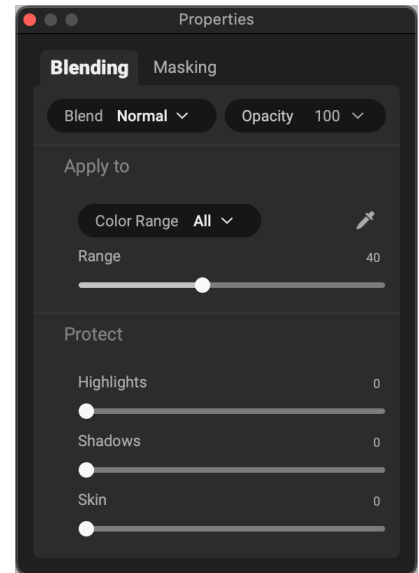 Properties
Blending Masking
Blend Normal Opacity 100
Apply to
Color Range All
Range 40
Protect
Highlights 0
Shadows 0
Skin 0